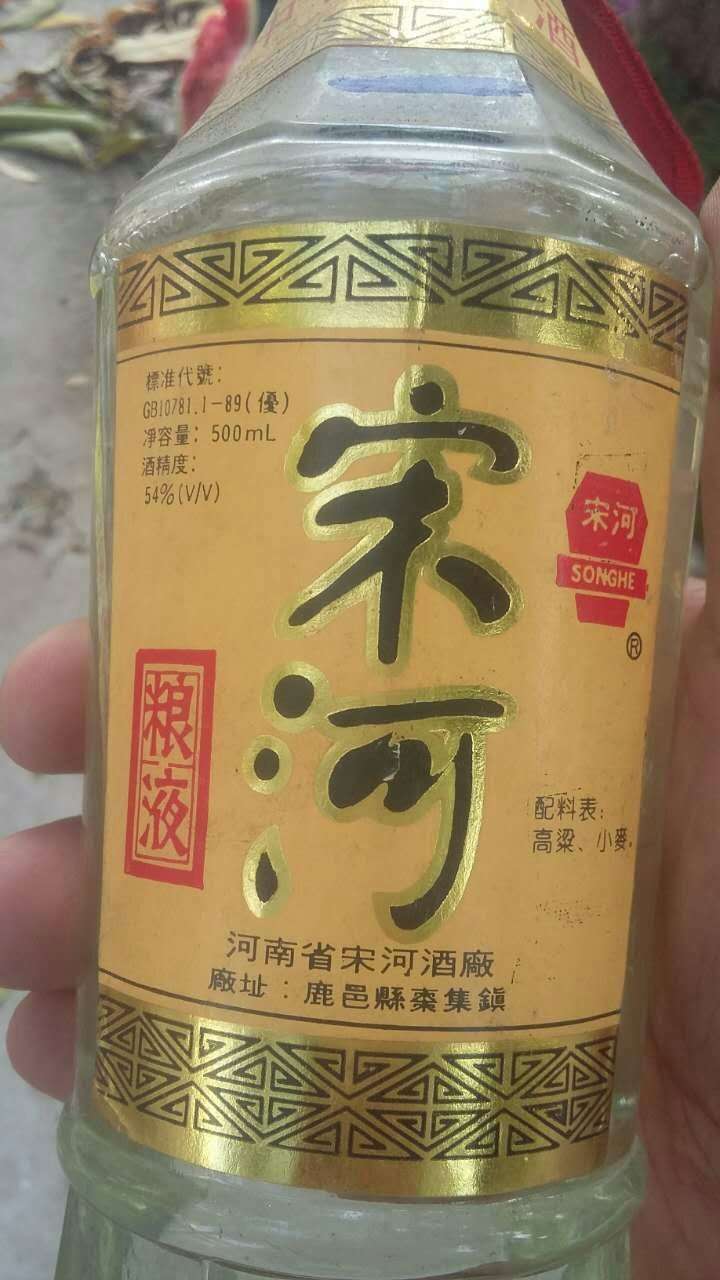 酒
標准代號：
GB10781.1-89(優)
净容量：500mL
酒精度：
54%(V/V)
宋河
宋河
SONGHE
®
粮液
配料表：
高粱、小麥。
河南省宋河酒廠
廠址：鹿邑縣棗集鎮